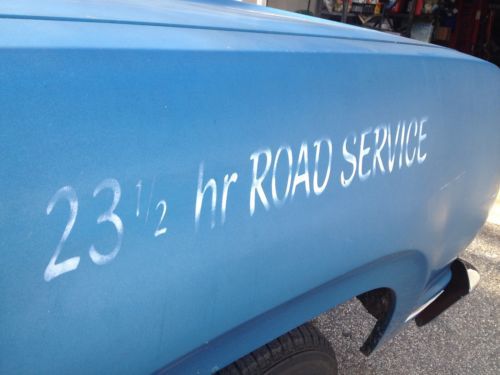 23 1/2 hr ROAD SERVICE